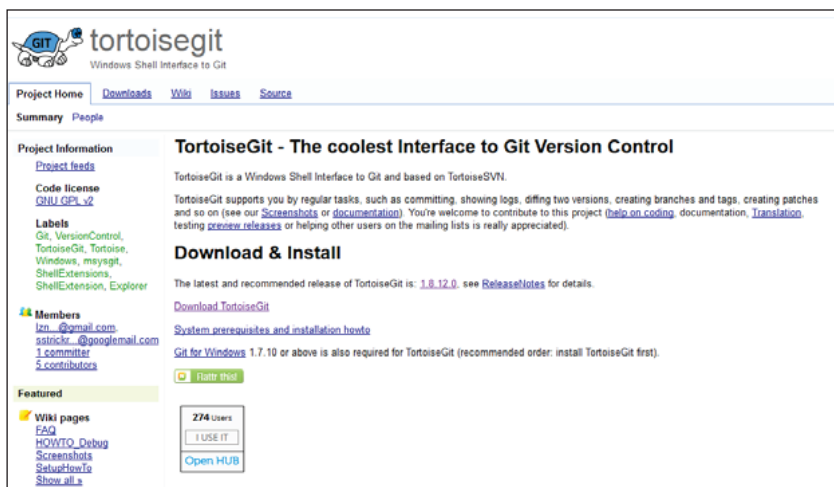 GIT
tortoisegit
Windows Shell Interface to Git
Project Home Downloads Wiki Issues Source
Summary People
Project Information
Project feeds
Code license
GNU GPL v2
Labels
Git, VersionControl,
TortoiseGit, Tortoise,
Windows, msysgit,
ShellExtensions,
ShellExtension, Explorer
Members
lzn...@gmail.com,
sstrickr...@googlemail.com
1 committer
5 contributors
Featured
Wiki pages
FAQ
HOWTO_Debug
Screenshots
SetupHowTo
Show all »
TortoiseGit - The coolest Interface to Git Version Control
TortoiseGit is a Windows Shell Interface to Git and based on TortoiseSVN.
TortoiseGit supports you by regular tasks, such as committing, showing logs, diffing two versions, creating branches and tags, creating patches
and so on (see our Screenshots or documentation). You're welcome to contribute to this project (help on coding, documentation, Translation,
testing preview releases or helping other users on the mailing lists is really appreciated).
Download & Install
The latest and recommended release of TortoiseGit is: 1.8.12.0, see ReleaseNotes for details.
Download TortoiseGit
System prerequisites and installation howto
Git for Windows 1.7.10 or above is also required for TortoiseGit (recommended order: install TortoiseGit first).
Flattr this!
274 Users
I USE IT
Open HUB